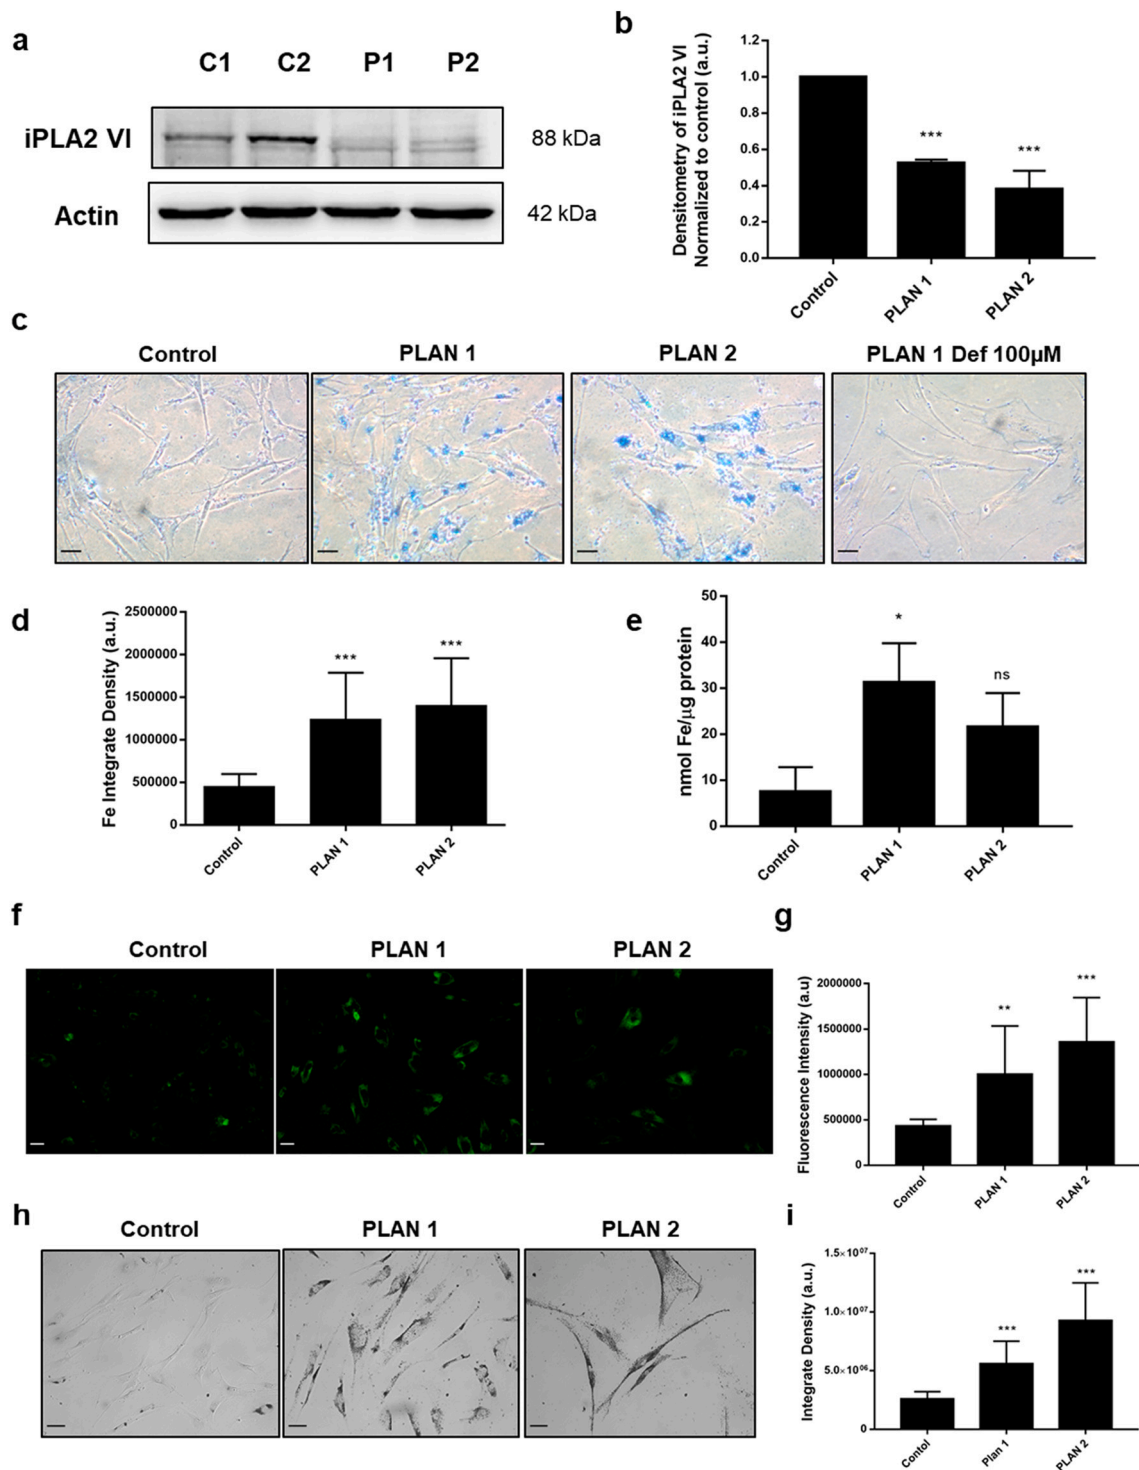 a
C1 C2 P1 P2
iPLA2 VI
88 kDa
Actin
42 kDa
b
Densitometry of iPLA2 VI
Normalized to control (a.u.)
1.2
1.0
0.8
0.6
0.4
0.2
0.0
***
***
Control
PLAN 1
PLAN 2
c
Control
PLAN 1
PLAN 2
PLAN 1 Def 100µM
d
Fe Integrate Density (a.u.)
2500000
2000000
1500000
1000000
500000
0
***
***
Control
PLAN 1
PLAN 2
e
nmol Fe/µg protein
50
40
30
20
10
0
*
ns
Control
PLAN 1
PLAN 2
f
Control
PLAN 1
PLAN 2
g
Fluorescence Intensity (a.u)
2000000
1500000
1000000
500000
0
**
***
Control
PLAN 1
PLAN 2
h
Control
PLAN 1
PLAN 2
i
Integrate Density (a.u.)
1.5×10⁰⁷
1.0×10⁰⁷
5.0×10⁰⁶
0
***
***
Contol
Plan 1
PLAN 2